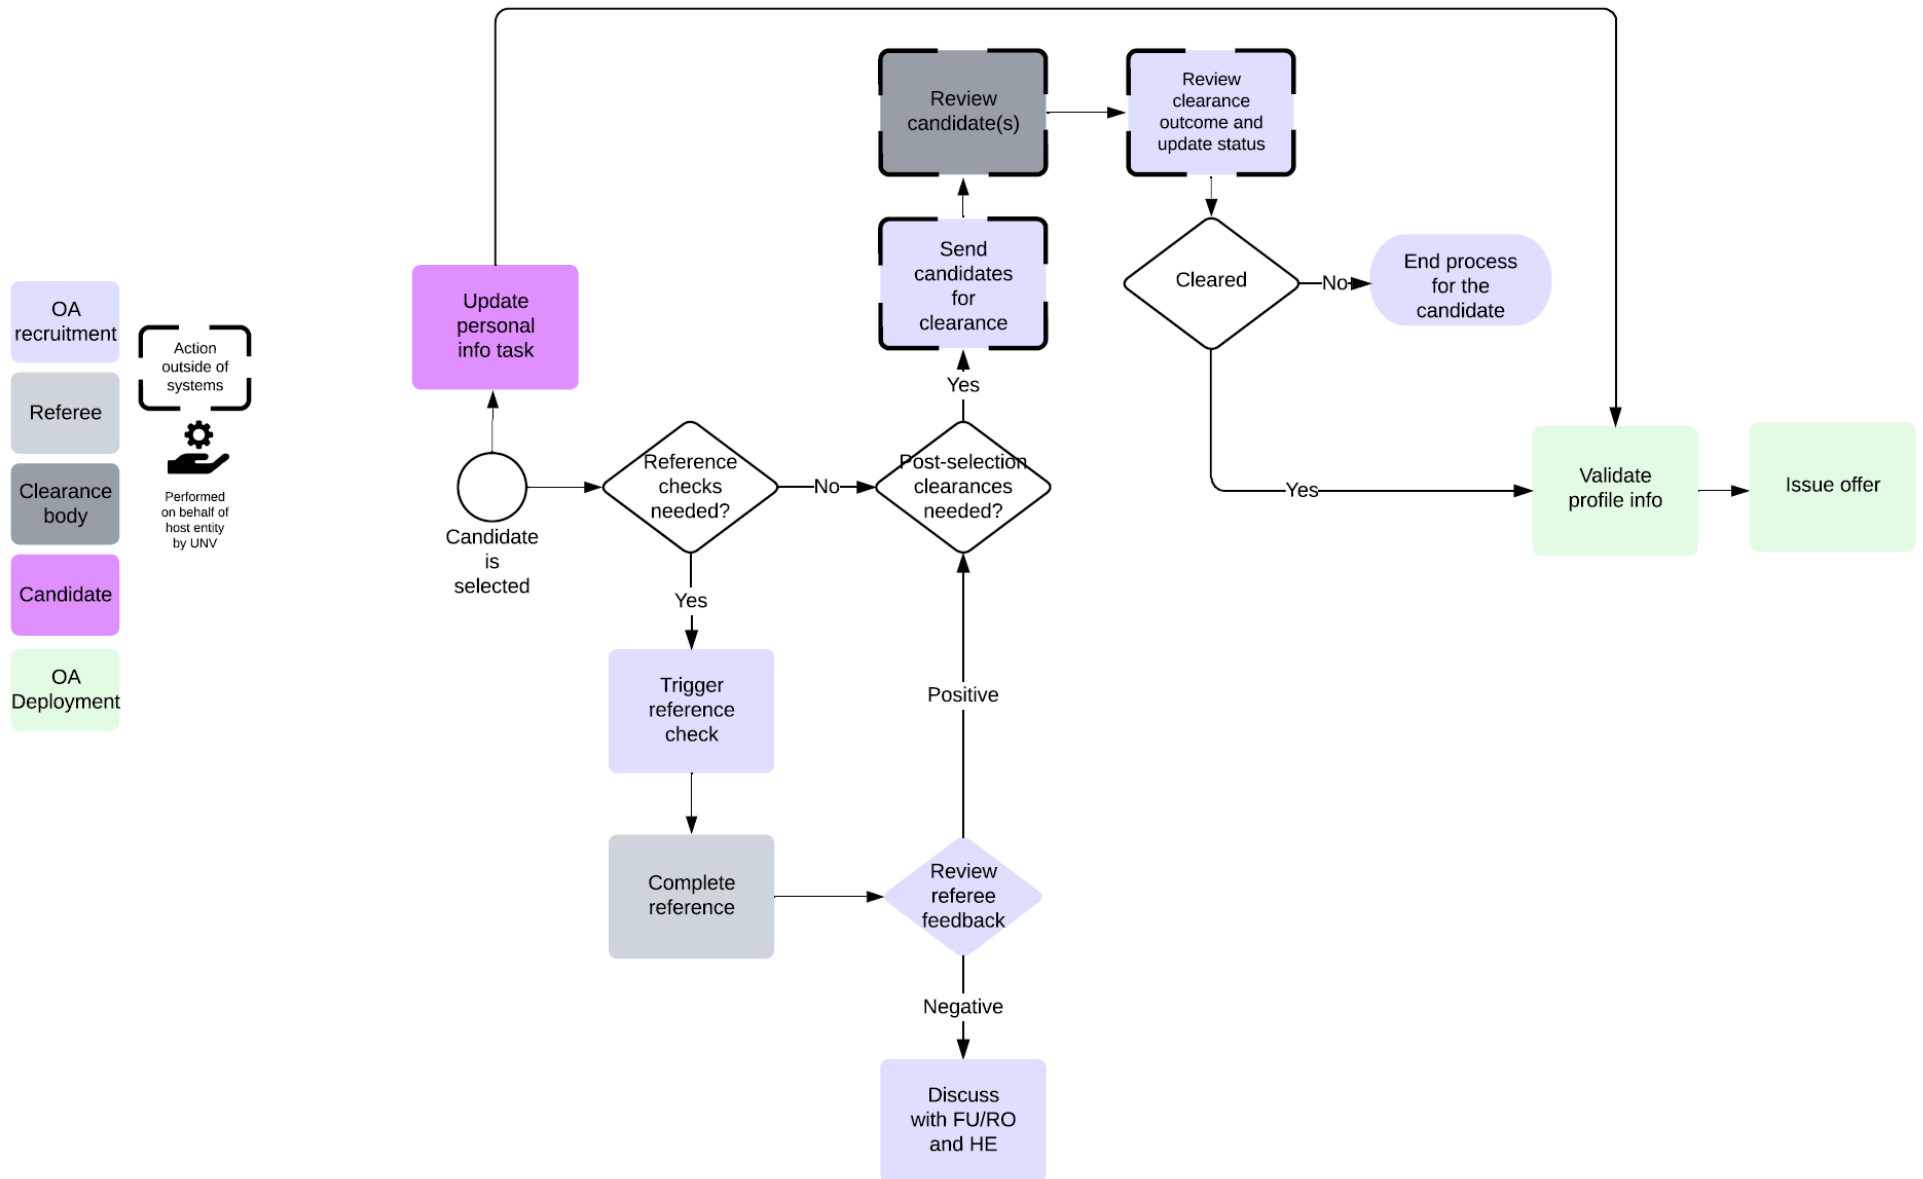 OA
recruitment
Referee
Clearance
body
Candidate
OA
Deployment
Action
outside of
systems
Performed
on behalf of
host entity
by UNV
Update
personal
info task
Candidate
is
selected
Reference
checks
needed?
No
Yes
Trigger
reference
check
Complete
reference
Review
referee
feedback
Positive
Negative
Discuss
with FU/RO
and HE
Post-selection
clearances
needed?
Yes
Send
candidates
for
clearance
Review
candidate(s)
Review
clearance
outcome and
update status
Cleared
No
End process
for the
candidate
Yes
Validate
profile info
Issue offer